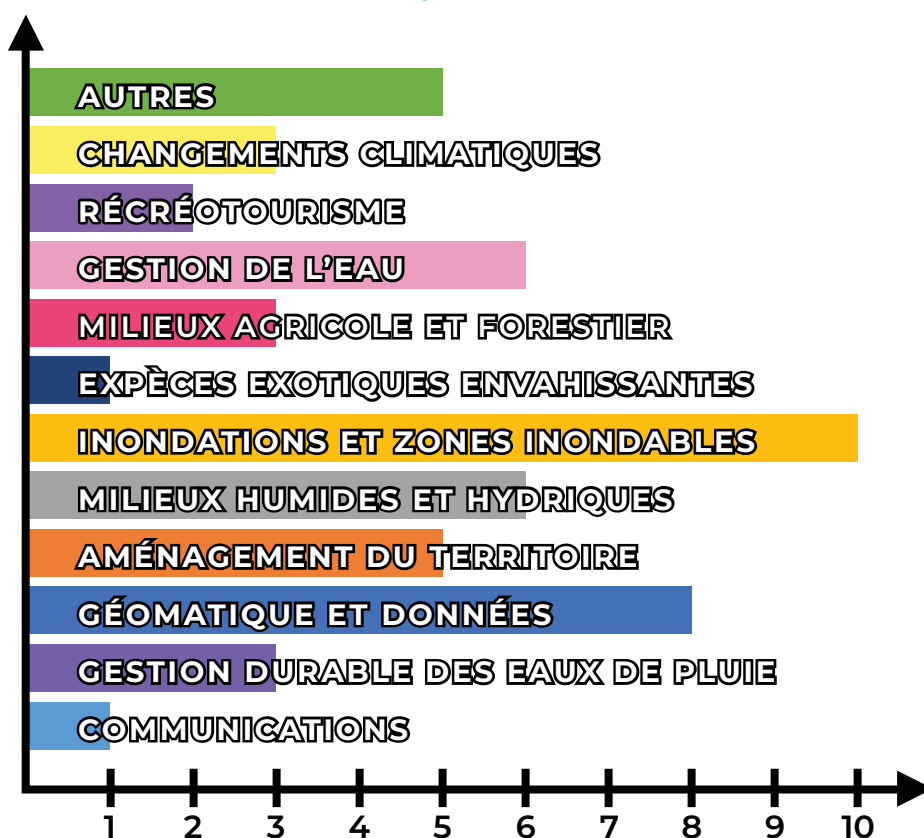 AUTRES
CHANGEMENTS CLIMATIQUES
RÉCRÉOTOURISME
GESTION DE L'EAU
MILIEUX AGRICOLE ET FORESTIER
EXPÈCES EXOTIQUES ENVAHISSANTES
INONDATIONS ET ZONES INONDABLES
MILIEUX HUMIDES ET HYDRIQUES
AMÉNAGEMENT DU TERRITOIRE
GÉOMATIQUE ET DONNÉES
GESTION DURABLE DES EAUX DE PLUIE
COMMUNICATIONS
1 2 3 4 5 6 7 8 9 10